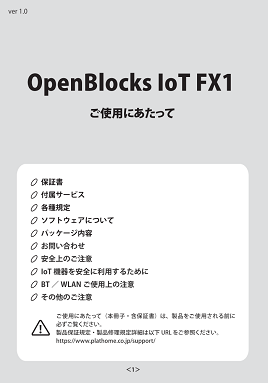 ver 1.0
OpenBlocks IoT FX1
ご使用にあたって
保証書
付属サービス
各種規定
ソフトウェアについて
パッケージ内容
お問い合わせ
安全上のご注意
IoT 機器を安全に利用するために
BT ／ WLAN ご使用上の注意
その他のご注意
ご使用にあたって（本冊子・含保証書）は、製品をご使用される前に
必ずご覧ください。
製品保証規定・製品修理規定詳細は以下 URL をご参照ください。
https://www.plathome.co.jp/support/
<1>